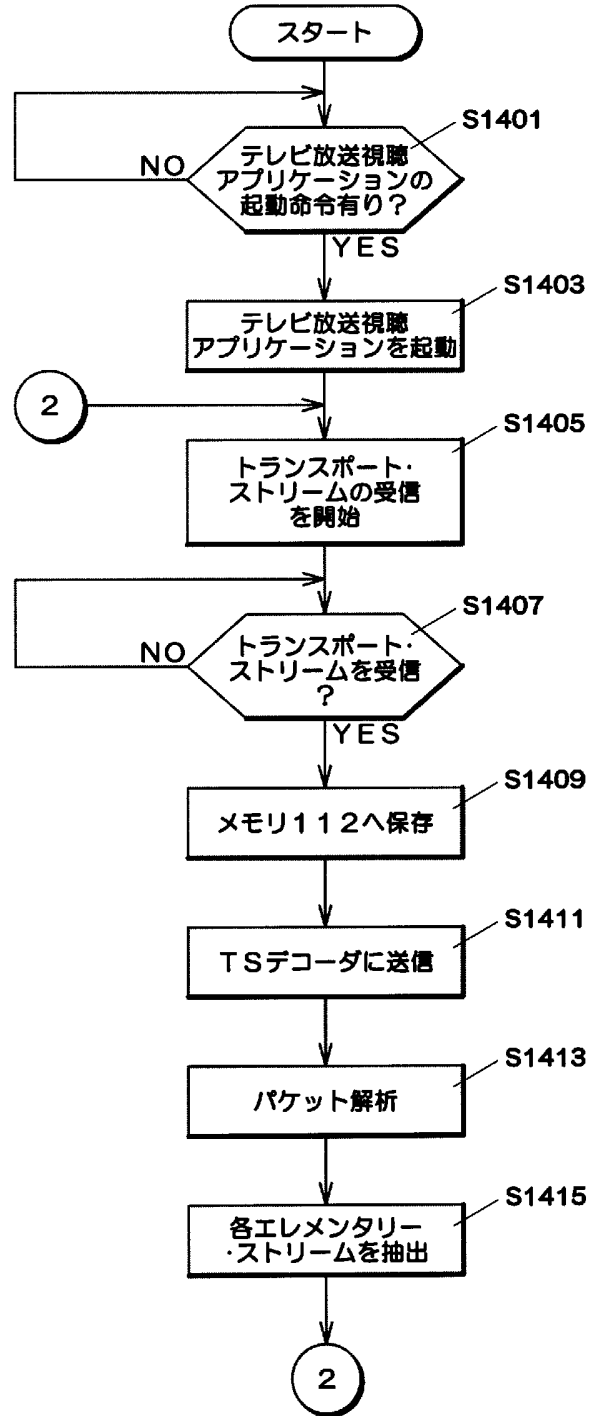 スタート
S1401
テレビ放送視聴
アプリケーションの
起動命令有り?
NO
YES
S1403
テレビ放送視聴
アプリケーションを起動
2
S1405
トランスポート・
ストリームの受信
を開始
S1407
トランスポート・
ストリームを受信
?
NO
YES
S1409
メモリ112へ保存
S1411
TSデコーダに送信
S1413
パケット解析
S1415
各エレメンタリー
・ストリームを抽出
2